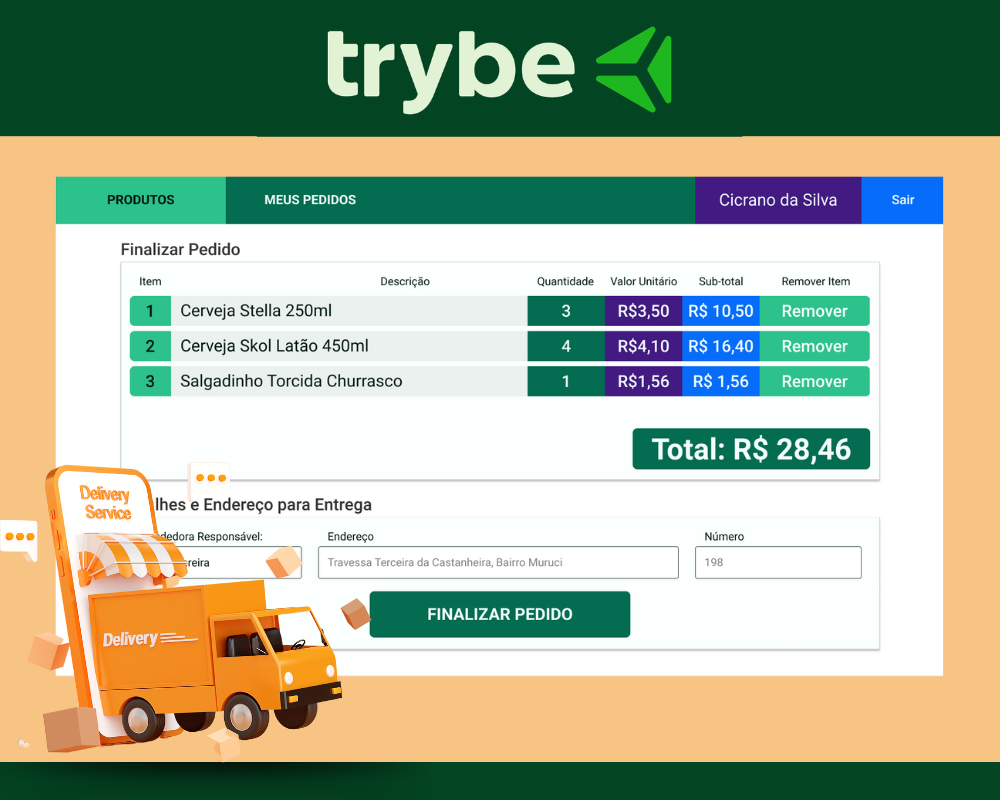 trybe
PRODUTOS MEUS PEDIDOS Cicrano da Silva Sair
Finalizar Pedido
Item Descrição Quantidade Valor Unitário Sub-total Remover Item
1 Cerveja Stella 250ml 3 R$3,50 R$ 10,50 Remover
2 Cerveja Skol Latão 450ml 4 R$4,10 R$ 16,40 Remover
3 Salgadinho Torcida Churrasco 1 R$1,56 R$ 1,56 Remover
Total: R$ 28,46
Delivery
Service
lhes e Endereço para Entrega
dedora Responsável: Endereço Número
reira Travessa Terceira da Castanheira, Bairro Muruci 198
FINALIZAR PEDIDO
Delivery